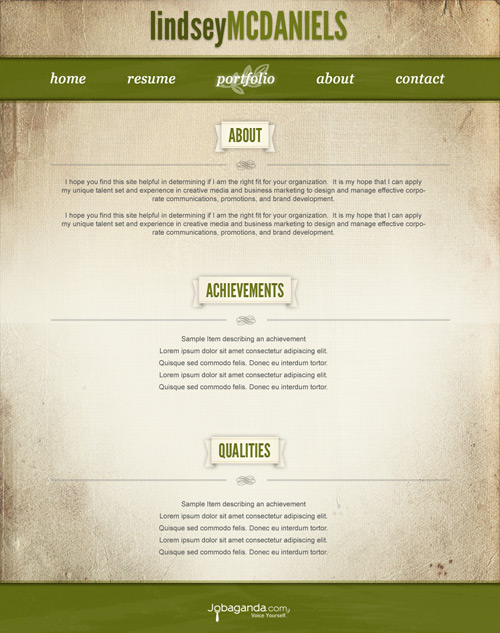 lindseyMCDANIELS
home resume portfolio about contact
ABOUT
I hope you find this site helpful in determining if I am the right fit for your organization. It is my hope that I can apply
my unique talent set and experience in creative media and business marketing to design and manage effective corpo-
rate communications, promotions, and brand development.
I hope you find this site helpful in determining if I am the right fit for your organization. It is my hope that I can apply
my unique talent set and experience in creative media and business marketing to design and manage effective corpo-
rate communications, promotions, and brand development.
ACHIEVEMENTS
Sample Item describing an achievement
Lorem ipsum dolor sit amet consectetur adipiscing elit.
Quisque sed commodo felis. Donec eu interdum tortor.
Lorem ipsum dolor sit amet consectetur adipiscing elit.
Quisque sed commodo felis. Donec eu interdum tortor.
QUALITIES
Sample Item describing an achievement
Lorem ipsum dolor sit amet consectetur adipiscing elit.
Quisque sed commodo felis. Donec eu interdum tortor.
Lorem ipsum dolor sit amet consectetur adipiscing elit.
Quisque sed commodo felis. Donec eu interdum tortor.
Jobaganda.com
Voice Yourself.